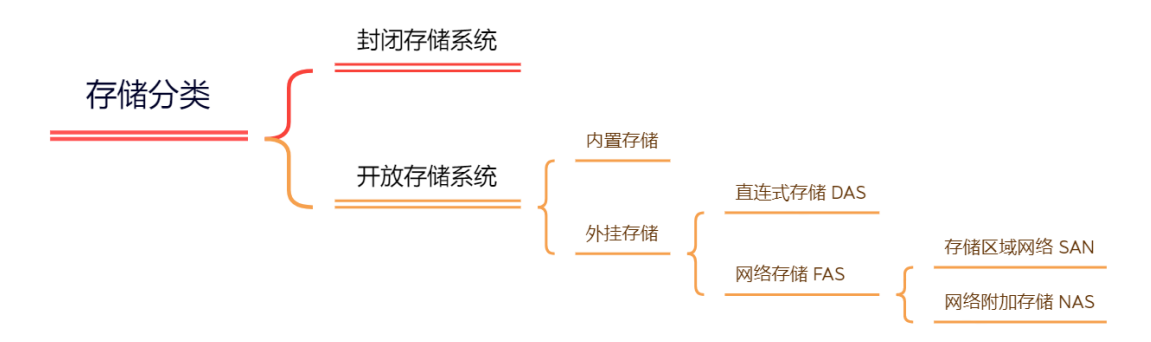 存储分类
封闭存储系统
开放存储系统
内置存储
外挂存储
直连式存储 DAS
网络存储 FAS
存储区域网络 SAN
网络附加存储 NAS